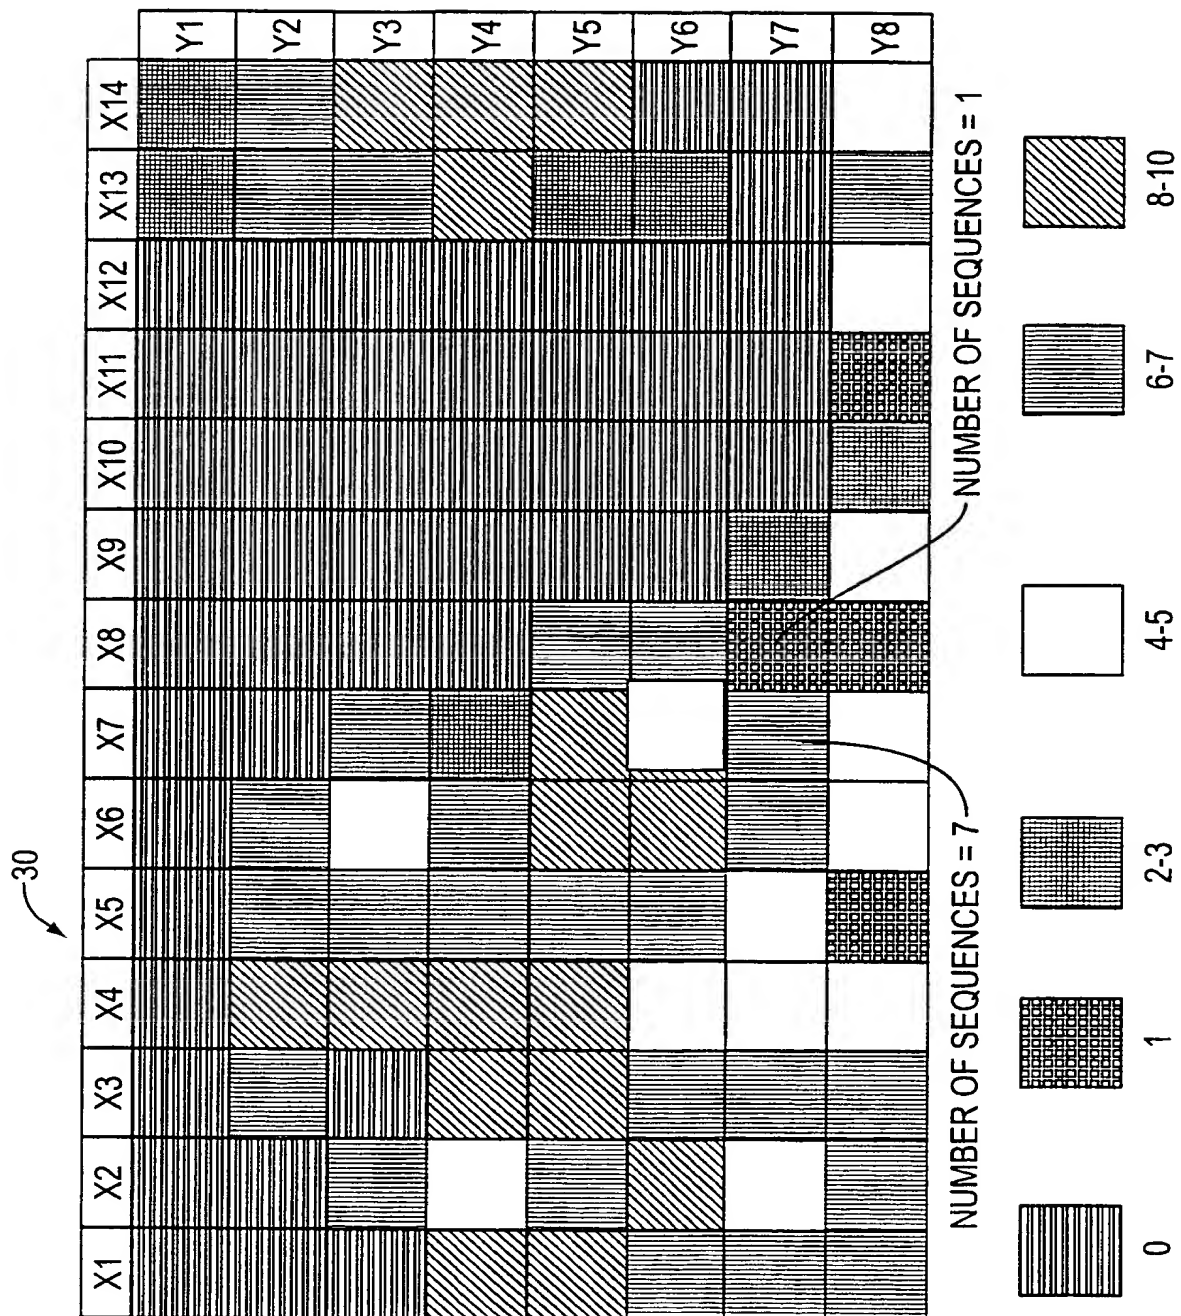 30
X1 X2 X3 X4 X5 X6 X7 X8 X9 X10 X11 X12 X13 X14
Y1
Y2
Y3
Y4
Y5
Y6
Y7
Y8
NUMBER OF SEQUENCES = 7
NUMBER OF SEQUENCES = 1
0 1 2-3 4-5 6-7 8-10